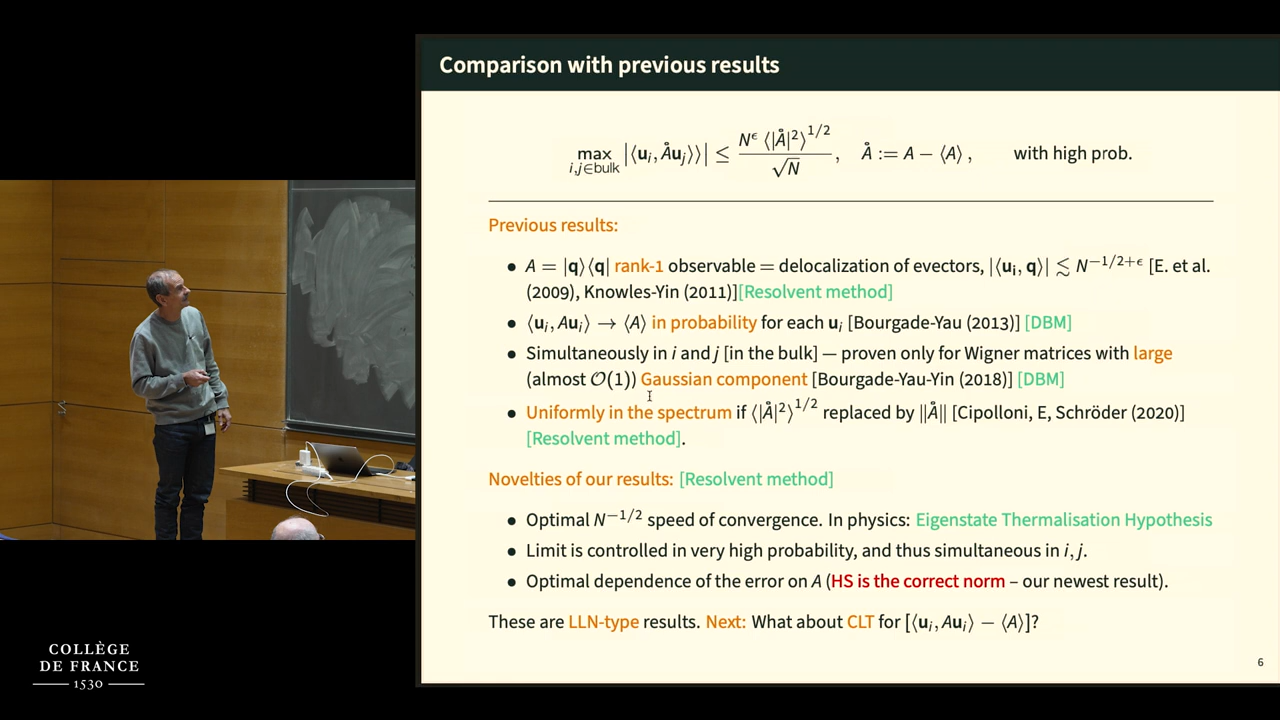 Comparison with previous results
max_{i,j∈bulk} |⟨u_i, Åu_j⟩⟩| ≤ N^ϵ ⟨|Å|²⟩^{1/2} / √N, Å := A − ⟨A⟩, with high prob.
Previous results:
• A = |q⟩⟨q| rank-1 observable = delocalization of evectors, |⟨u_i, q⟩| ≲ N^{−1/2+ϵ} [E. et al.
(2009), Knowles-Yin (2011)][Resolvent method]
• ⟨u_i, Au_i⟩ → ⟨A⟩ in probability for each u_i [Bourgade-Yau (2013)] [DBM]
• Simultaneously in i and j [in the bulk] — proven only for Wigner matrices with large
(almost O(1)) Gaussian component [Bourgade-Yau-Yin (2018)] [DBM]
• Uniformly in the spectrum if ⟨|Å|²⟩^{1/2} replaced by ‖Å‖ [Cipolloni, E, Schröder (2020)]
[Resolvent method].
Novelties of our results: [Resolvent method]
• Optimal N^{−1/2} speed of convergence. In physics: Eigenstate Thermalisation Hypothesis
• Limit is controlled in very high probability, and thus simultaneous in i, j.
• Optimal dependence of the error on A (HS is the correct norm – our newest result).
These are LLN-type results. Next: What about CLT for [⟨u_i, Au_i⟩ − ⟨A⟩]?
6
COLLÈGE
DE FRANCE
1530